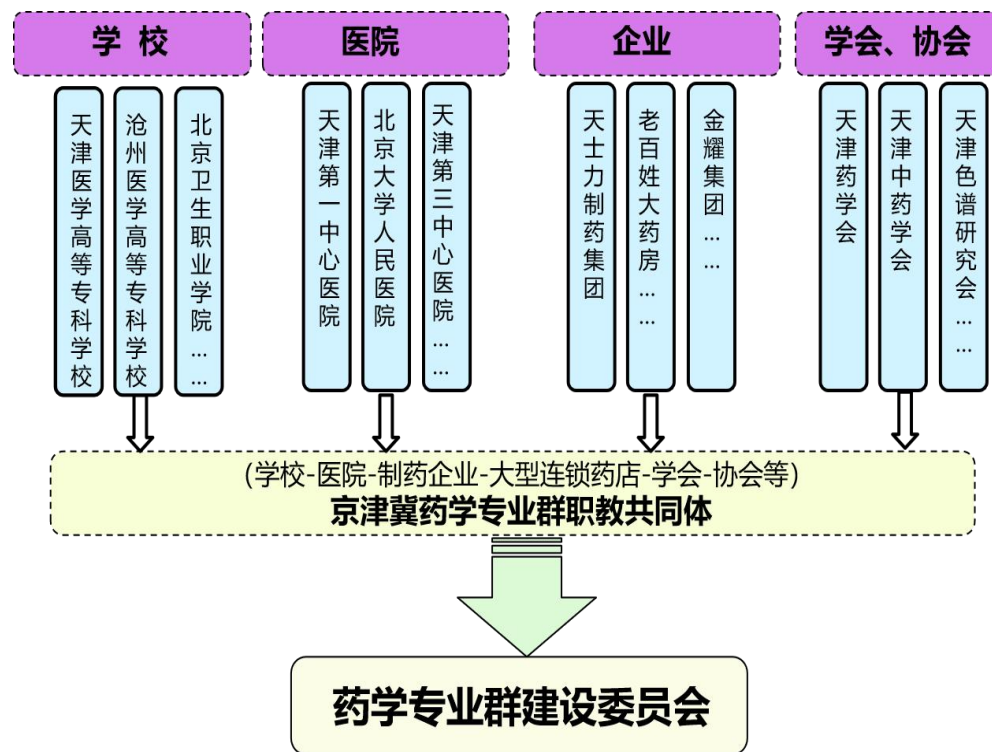 学 校
医院
企业
学会、协会
天津医学高等专科学校
沧州医学高等专科学校
北京卫生职业学院……
天津第一中心医院
北京大学人民医院
天津第三中心医院……
天士力制药集团
老百姓大药房……
金耀集团……
天津药学会
天津中药学会
天津色谱研究会……
(学校-医院-制药企业-大型连锁药店-学会-协会等)
京津冀药学专业群职教共同体
药学专业群建设委员会